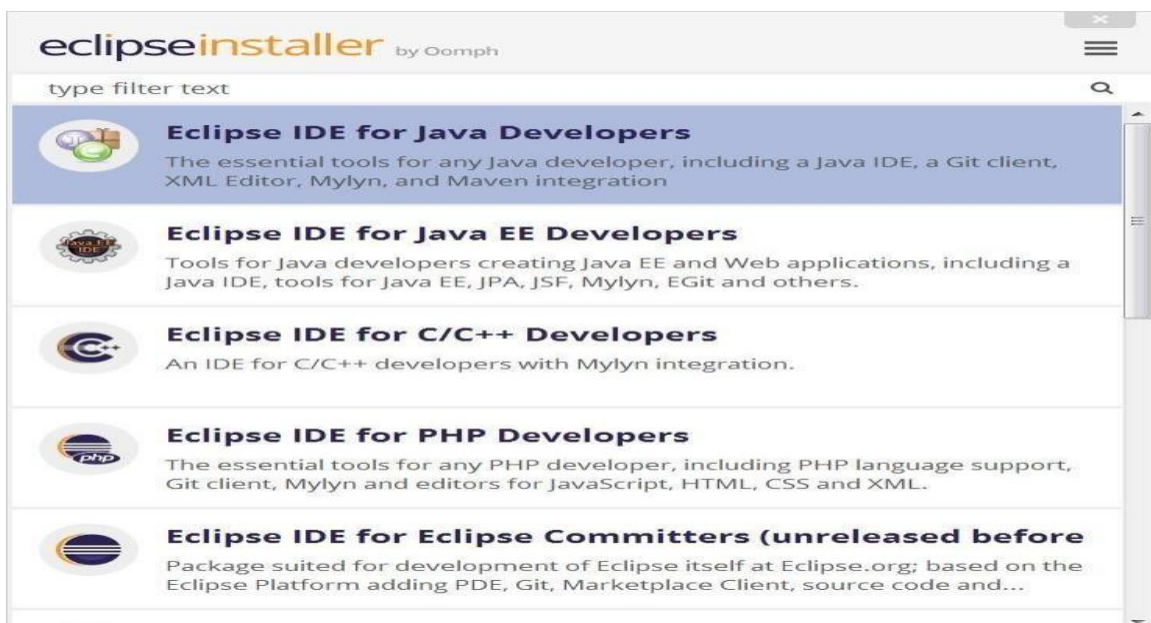 eclipseinstaller by Oomph
type filter text
Eclipse IDE for Java Developers
The essential tools for any Java developer, including a Java IDE, a Git client,
XML Editor, Mylyn, and Maven integration
Java EE
IDE
Eclipse IDE for Java EE Developers
Tools for Java developers creating Java EE and Web applications, including a
Java IDE, tools for Java EE, JPA, JSF, Mylyn, EGit and others.
C++
Eclipse IDE for C/C++ Developers
An IDE for C/C++ developers with Mylyn integration.
php
Eclipse IDE for PHP Developers
The essential tools for any PHP developer, including PHP language support,
Git client, Mylyn and editors for JavaScript, HTML, CSS and XML.
Eclipse IDE for Eclipse Committers (unreleased before
Package suited for development of Eclipse itself at Eclipse.org; based on the
Eclipse Platform adding PDE, Git, Marketplace Client, source code and...